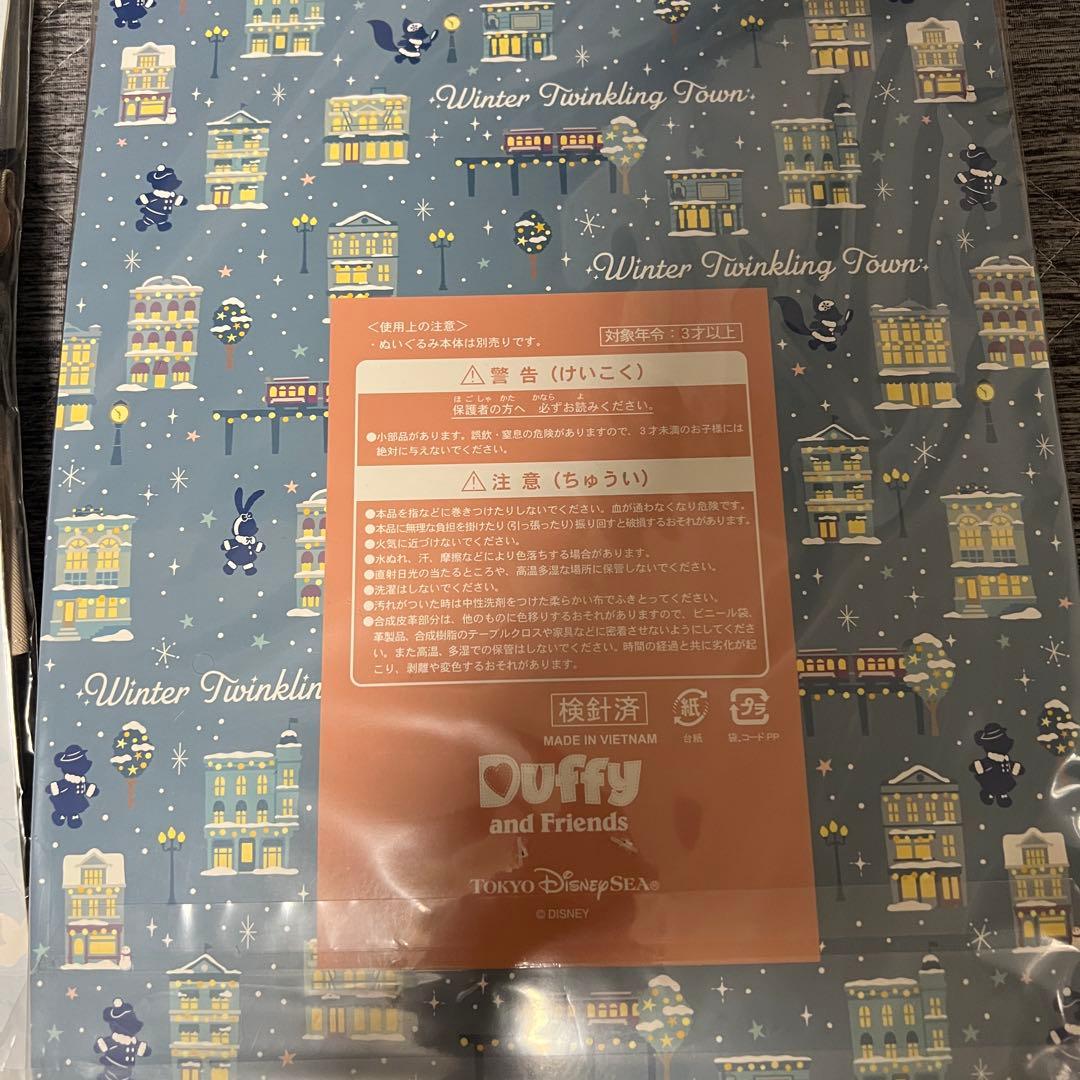 Winter Twinkling Town
Winter Twinkling Town
＜使用上の注意＞
・ぬいぐるみ本体は別売りです。
対象年令：3才以上
⚠警告（けいこく）
ほごしゃ かた かなら よ
保護者の方へ 必ずお読みください。
●小部品があります。誤飲・窒息の危険がありますので、3才未満のお子様には
絶対に与えないでください。
⚠注意（ちゅうい）
●本品を指などに巻きつけたりしないでください。血が通わなくなり危険です。
●本品に無理な負担を掛けたり（引っ張ったり）振り回すと破損するおそれがあります。
●火気に近づけないでください。
●水ぬれ、汗、摩擦などにより色落ちする場合があります。
●直射日光の当たるところや、高温多湿な場所に保管しないでください。
●洗濯はしないでください。
●汚れがついた時は中性洗剤をつけた柔らかい布でふきとってください。
●合成皮革部分は、他のものに色移りするおそれがありますので、ビニール袋、
革製品、合成樹脂のテーブルクロスや家具などに密着させないようにしてくださ
い。また高温、多湿での保管はしないでください。時間の経過と共に劣化が起
こり、剥離や変色するおそれがあります。
Winter Twinklin
検針済
紙
プラ
MADE IN VIETNAM
台紙
袋、コード:PP
Duffy
and Friends
TOKYO DISNEYSEA®
© DISNEY